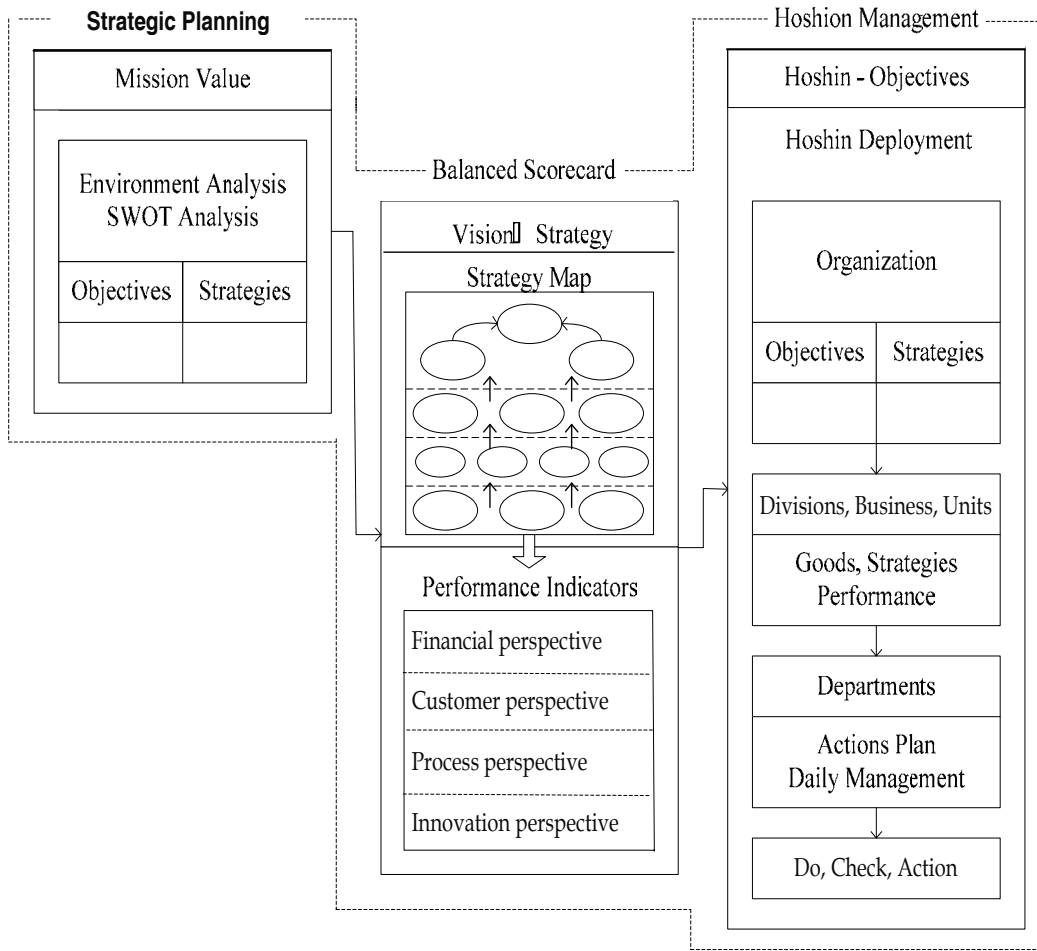 Strategic Planning
Mission Value
Environment Analysis
SWOT Analysis
Objectives
Strategies
Balanced Scorecard
Vision▯ Strategy
Strategy Map
Performance Indicators
Financial perspective
Customer perspective
Process perspective
Innovation perspective
Hoshion Management
Hoshin - Objectives
Hoshin Deployment
Organization
Objectives
Strategies
Divisions, Business, Units
Goods, Strategies
Performance
Departments
Actions Plan
Daily Management
Do, Check, Action